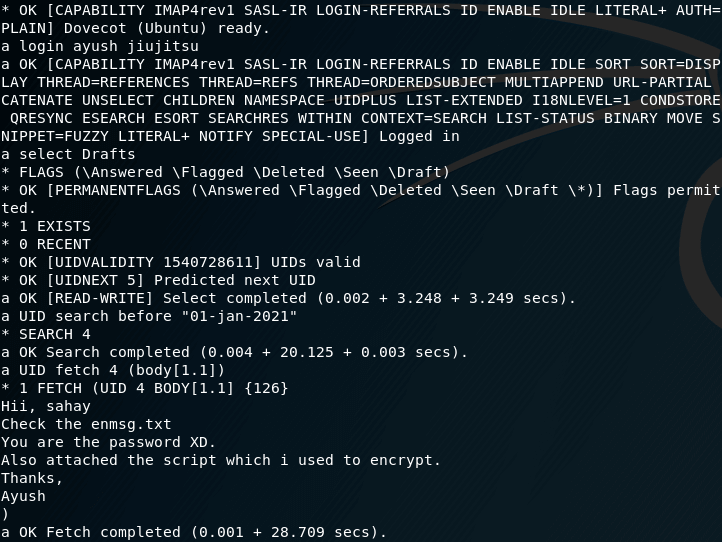 * OK [CAPABILITY IMAP4rev1 SASL-IR LOGIN-REFERRALS ID ENABLE IDLE LITERAL+ AUTH=
PLAIN] Dovecot (Ubuntu) ready.
a login ayush jiujitsu
a OK [CAPABILITY IMAP4rev1 SASL-IR LOGIN-REFERRALS ID ENABLE IDLE SORT SORT=DISP
LAY THREAD=REFERENCES THREAD=REFS THREAD=ORDEREDSUBJECT MULTIAPPEND URL-PARTIAL
CATENATE UNSELECT CHILDREN NAMESPACE UIDPLUS LIST-EXTENDED I18NLEVEL=1 CONDSTORE
 QRESYNC ESEARCH ESORT SEARCHRES WITHIN CONTEXT=SEARCH LIST-STATUS BINARY MOVE S
NIPPET=FUZZY LITERAL+ NOTIFY SPECIAL-USE] Logged in
a select Drafts
* FLAGS (\Answered \Flagged \Deleted \Seen \Draft)
* OK [PERMANENTFLAGS (\Answered \Flagged \Deleted \Seen \Draft \*)] Flags permit
ted.
* 1 EXISTS
* 0 RECENT
* OK [UIDVALIDITY 1540728611] UIDs valid
* OK [UIDNEXT 5] Predicted next UID
a OK [READ-WRITE] Select completed (0.002 + 3.248 + 3.249 secs).
a UID search before "01-jan-2021"
* SEARCH 4
a OK Search completed (0.004 + 20.125 + 0.003 secs).
a UID fetch 4 (body[1.1])
* 1 FETCH (UID 4 BODY[1.1] {126}
Hii, sahay
Check the enmsg.txt
You are the password XD.
Also attached the script which i used to encrypt.
Thanks,
Ayush
)
a OK Fetch completed (0.001 + 28.709 secs).